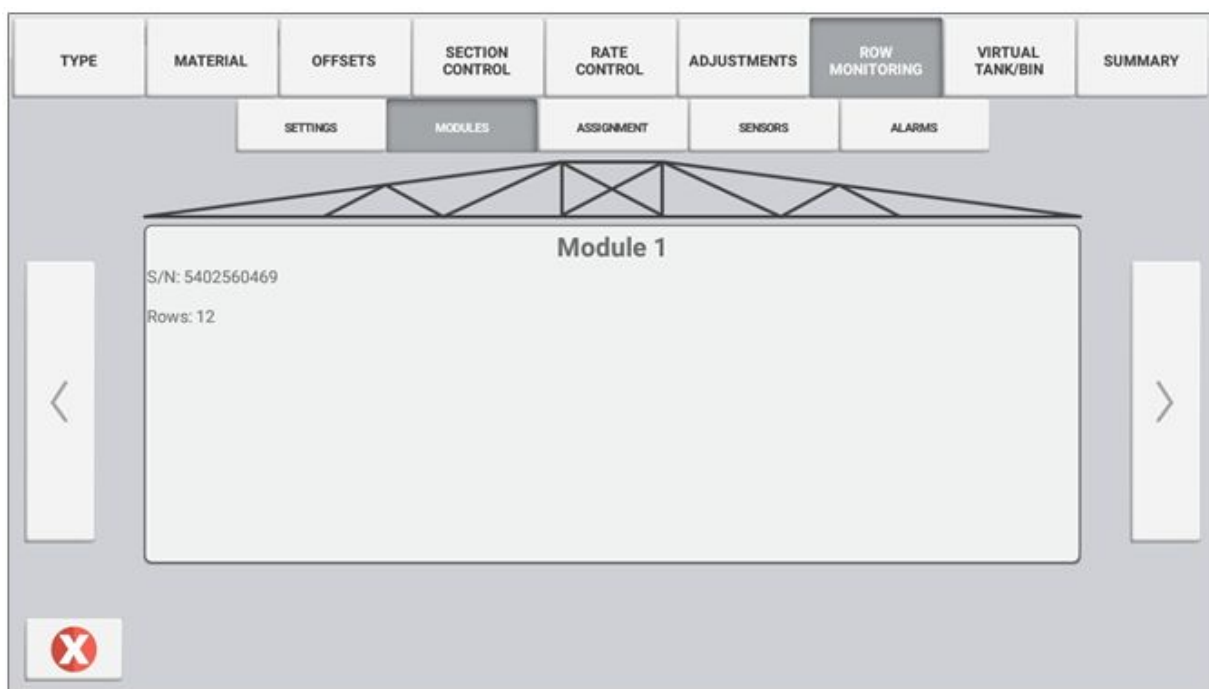 TYPE
MATERIAL
OFFSETS
SECTION
CONTROL
RATE
CONTROL
ADJUSTMENTS
ROW
MONITORING
VIRTUAL
TANK/BIN
SUMMARY
SETTINGS
MODULES
ASSIGNMENT
SENSORS
ALARMS
Module 1
S/N: 5402560469
Rows: 12
X